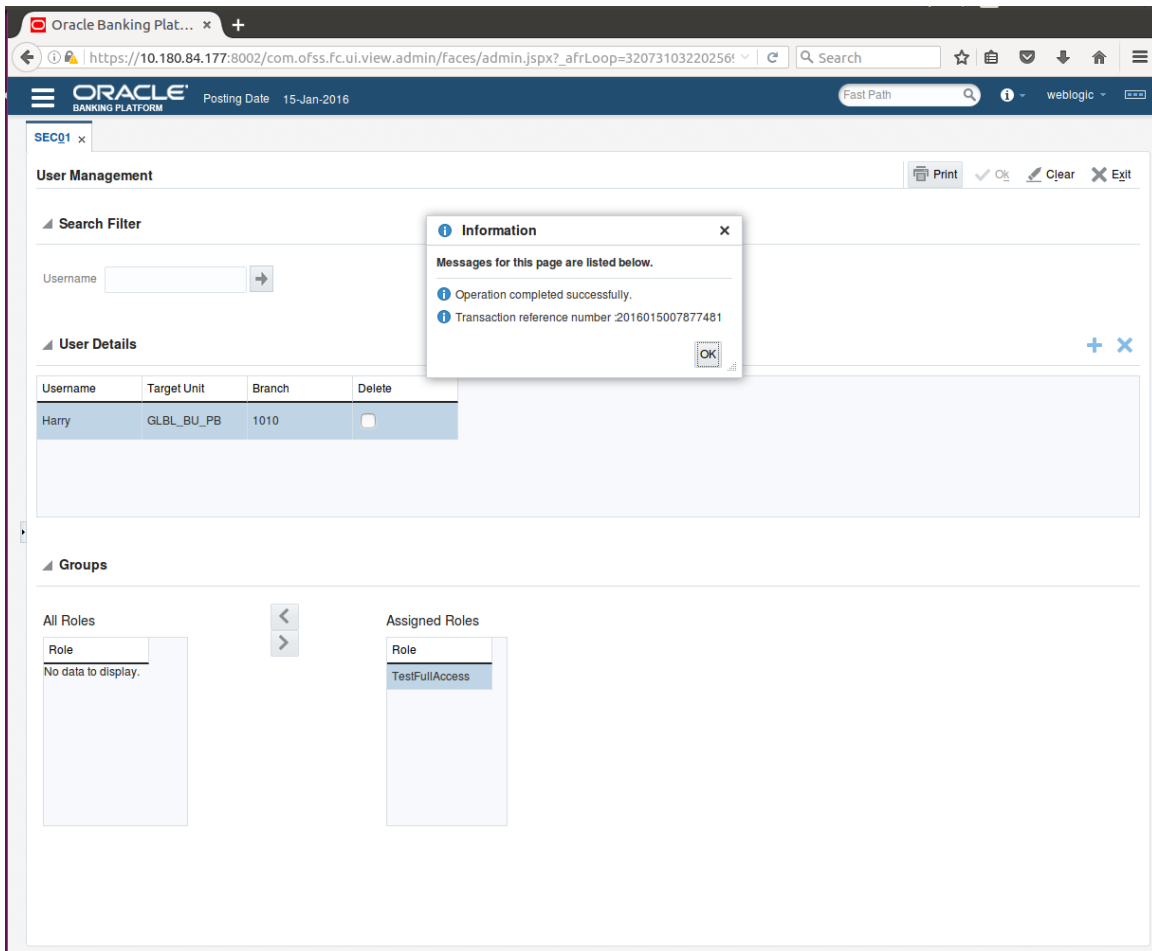 Oracle Banking Plat... × +
https://10.180.84.177:8002/com.ofss.fc.ui.view.admin/faces/admin.jspx?_afrLoop=3207310322025 Search
ORACLE BANKING PLATFORM Posting Date 15-Jan-2016 Fast Path weblogic
SEC01 ×
User Management Print Ok Clear Exit
Search Filter
Information
Messages for this page are listed below.
Username
Operation completed successfully.
Transaction reference number :2016015007877481
User Details
OK
Username Target Unit Branch Delete
Harry GLBL_BU_PB 1010
Groups
All Roles Assigned Roles
Role Role
No data to display. TestFullAccess